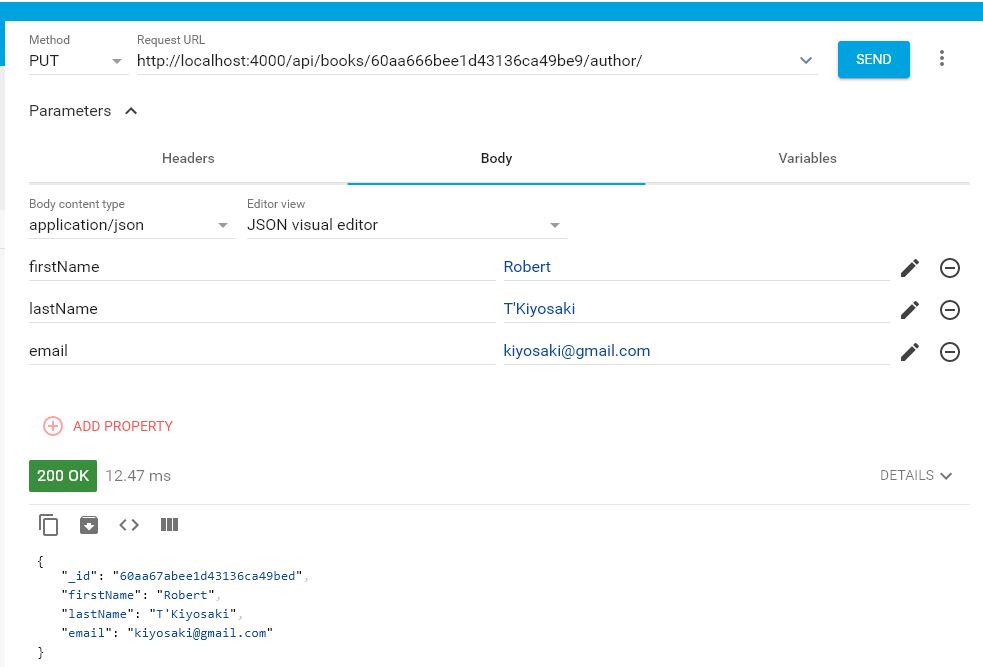 Method Request URL
PUT http://localhost:4000/api/books/60aa666bee1d43136ca49be9/author/ SEND
Parameters
Headers Body Variables
Body content type Editor view
application/json JSON visual editor
firstName Robert
lastName T'Kiyosaki
email kiyosaki@gmail.com
ADD PROPERTY
200 OK 12.47 ms DETAILS
{
"_id": "60aa67abee1d43136ca49bed",
"firstName": "Robert",
"lastName": "T'Kiyosaki",
"email": "kiyosaki@gmail.com"
}